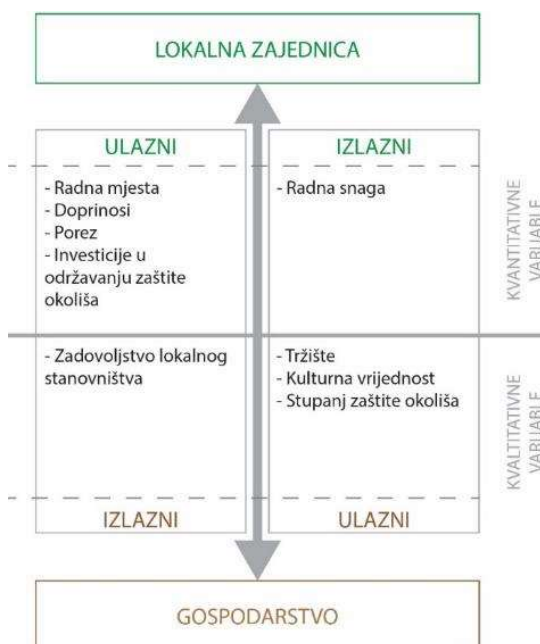 LOKALNA ZAJEDNICA
ULAZNI
IZLAZNI
- Radna mjesta
- Doprinosi
- Porez
- Investicije u
održavanju zaštite
okoliša
- Radna snaga
KVANTITATIVNE
VARIJABLE
- Zadovoljstvo lokalnog
stanovništva
- Tržište
- Kulturna vrijednost
- Stupanj zaštite okoliša
KVALTITATIVNE
VARIJABLE
IZLAZNI
ULAZNI
GOSPODARSTVO